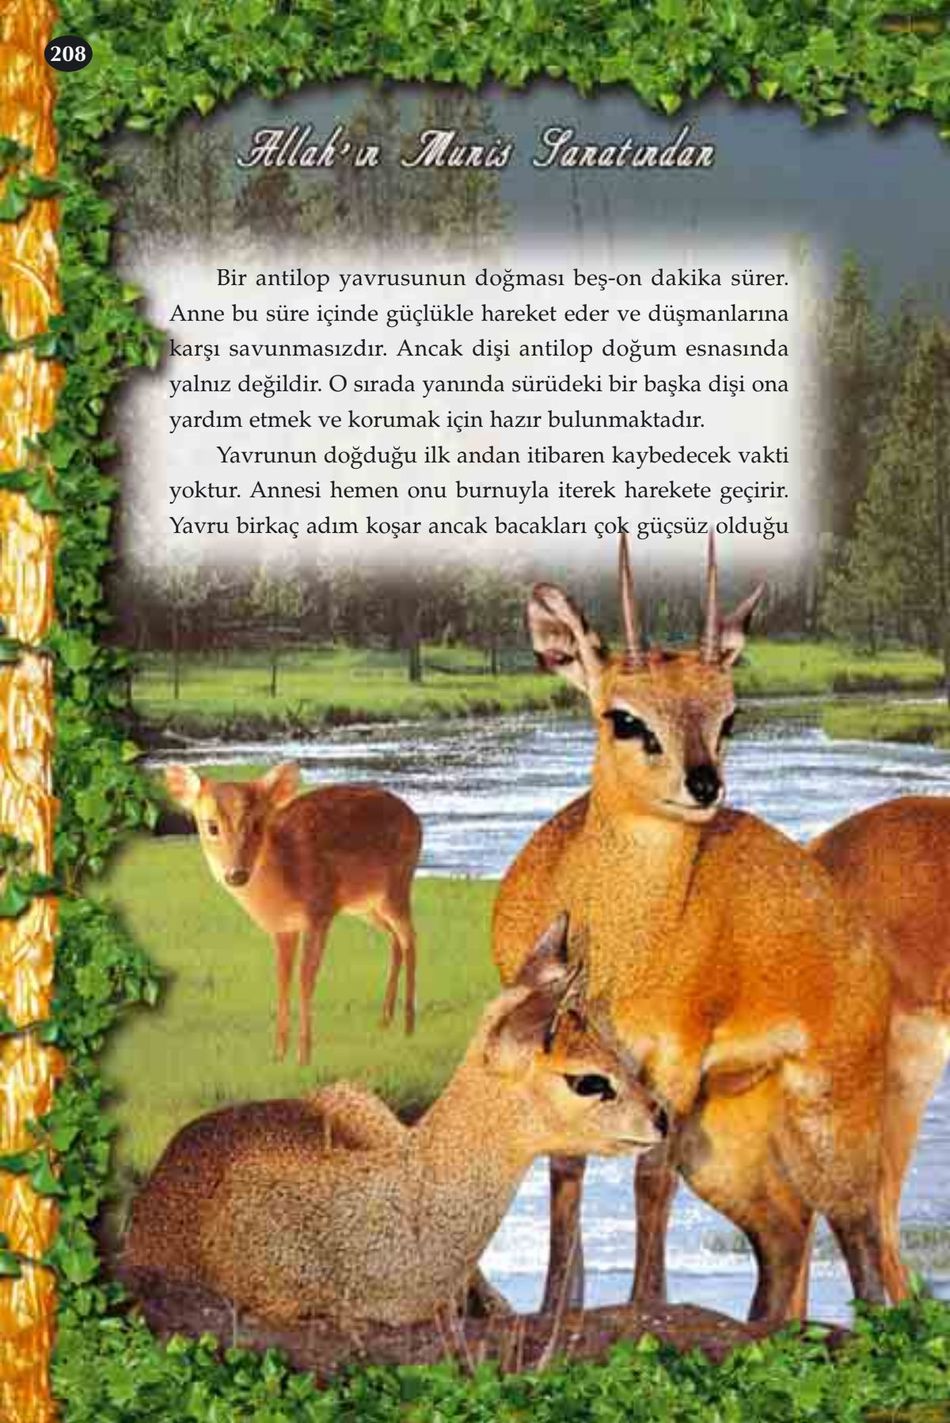 208
Allah'ın Munis Sanatından
Bir antilop yavrusunun doğması beş-on dakika sürer.
Anne bu süre içinde güçlükle hareket eder ve düşmanlarına
karşı savunmasızdır. Ancak dişi antilop doğum esnasında
yalnız değildir. O sırada yanında sürüdeki bir başka dişi ona
yardım etmek ve korumak için hazır bulunmaktadır.
Yavrunun doğduğu ilk andan itibaren kaybedecek vakti
yoktur. Annesi hemen onu burnuyla iterek harekete geçirir.
Yavru birkaç adım koşar ancak bacakları çok güçsüz olduğu